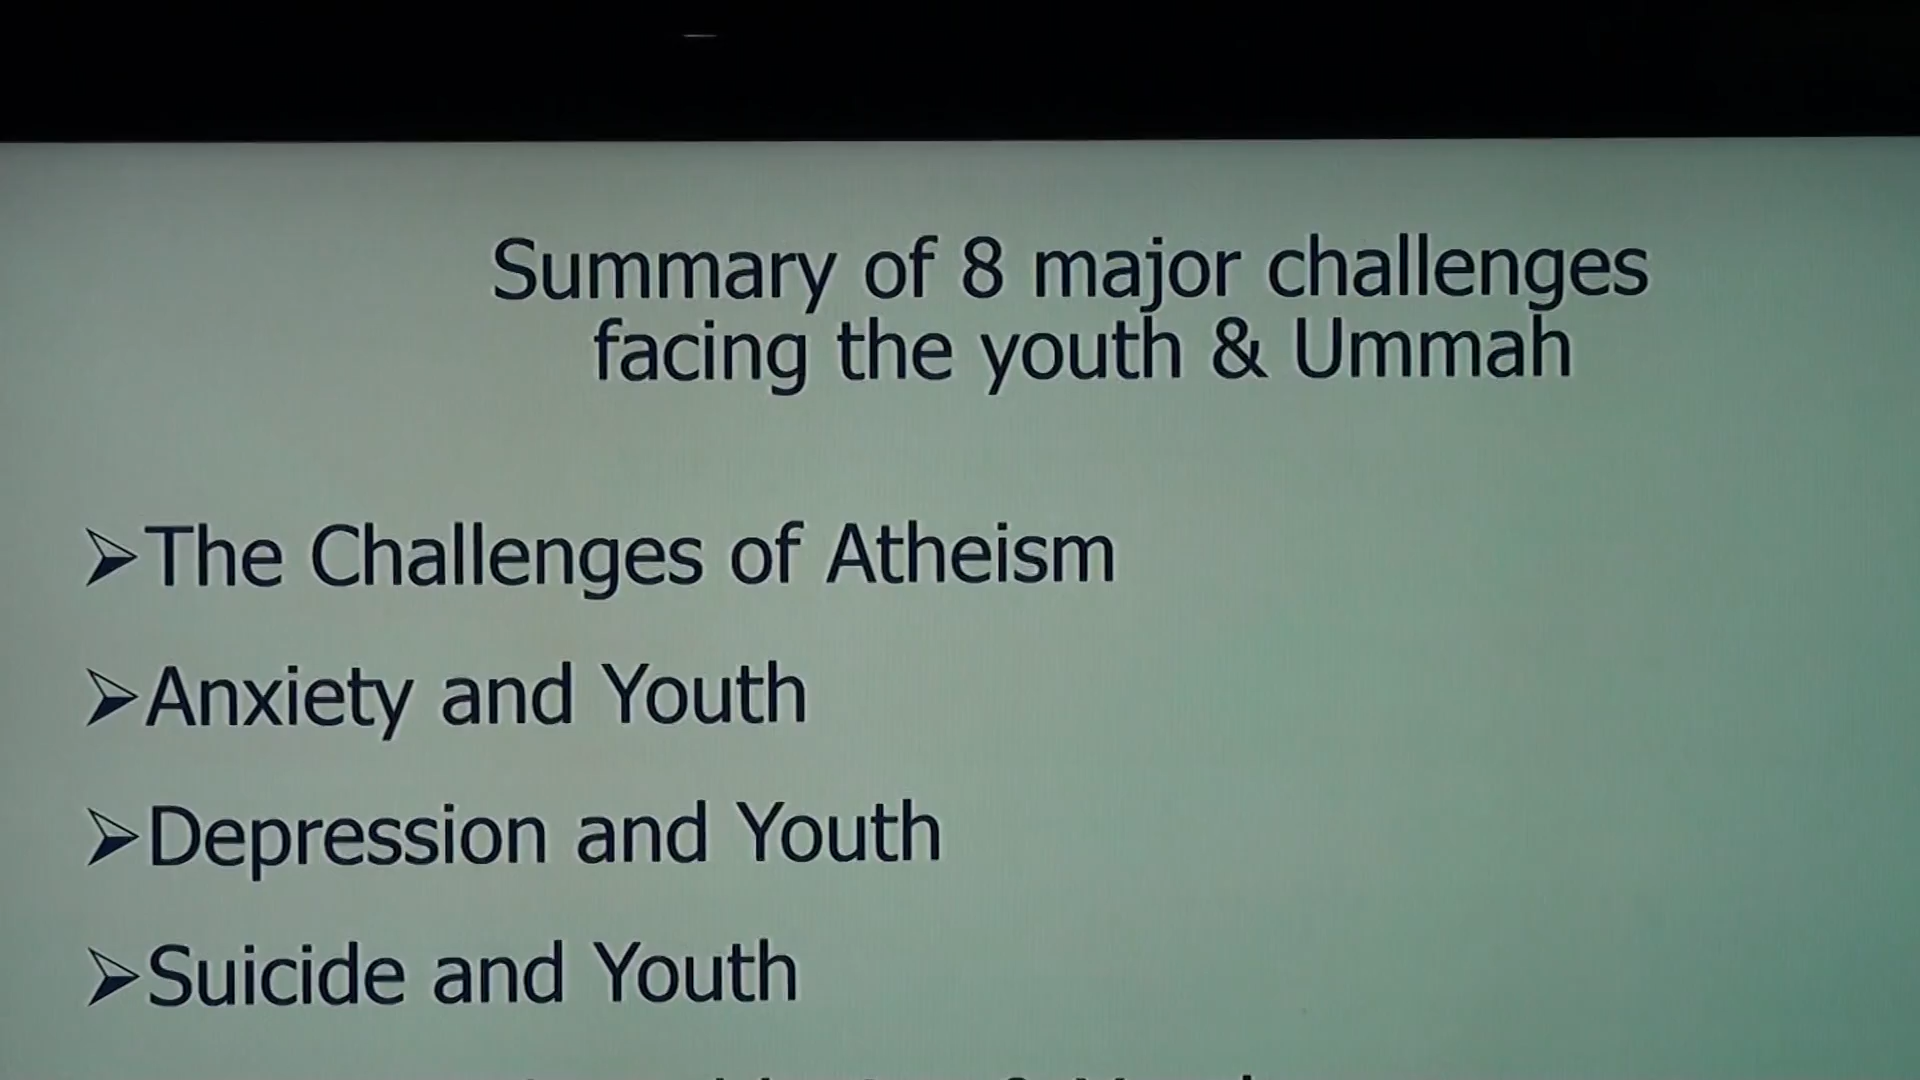 Summary of 8 major challenges
facing the youth & Ummah
➢The Challenges of Atheism
➢Anxiety and Youth
➢Depression and Youth
➢Suicide and Youth